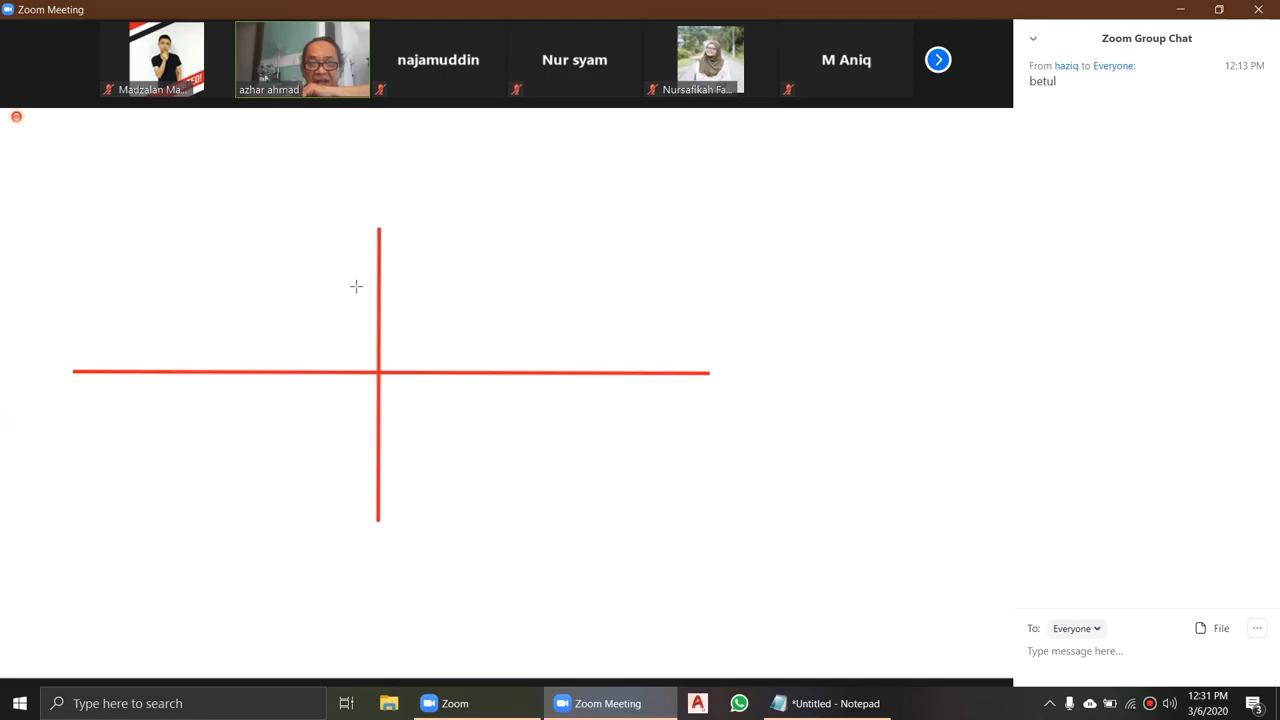 Zoom Meeting
Madzalan Ma...
azhar ahmad
najamuddin
Nur syam
Nursafikah Fa...
M Aniq
Zoom Group Chat
From haziq to Everyone: 12:13 PM
betul
To: Everyone File ...
Type message here...
Type here to search Zoom Zoom Meeting *Untitled - Notepad
12:31 PM
3/6/2020
3